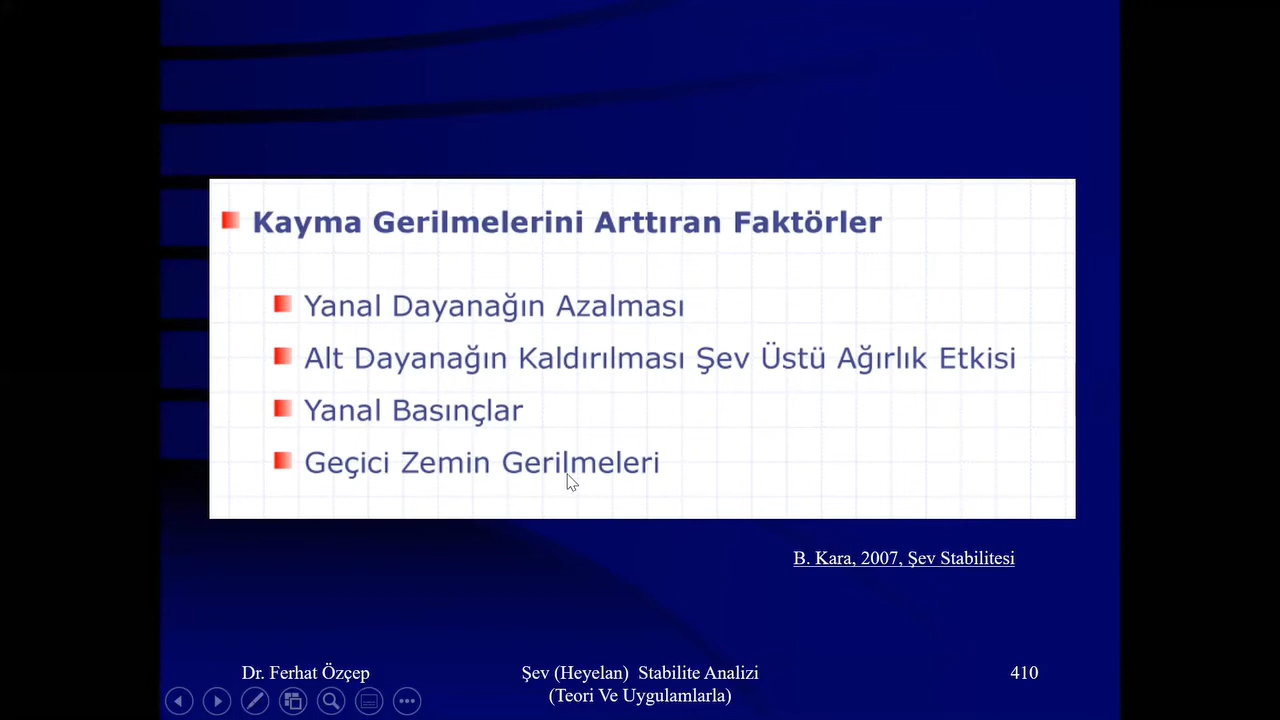 Kayma Gerilmelerini Arttıran Faktörler
Yanal Dayanağın Azalması
Alt Dayanağın Kaldırılması Şev Üstü Ağırlık Etkisi
Yanal Basınçlar
Geçici Zemin Gerilmeleri
B. Kara, 2007, Şev Stabilitesi
Dr. Ferhat Özçep
Şev (Heyelan) Stabilite Analizi
(Teori Ve Uygulamlarla)
410